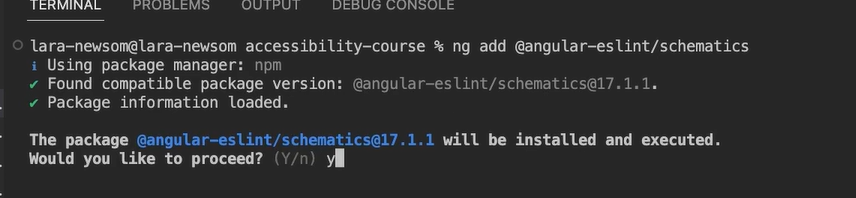 TERMINAL PROBLEMS OUTPUT DEBUG CONSOLE
lara-newsom@lara-newsom accessibility-course % ng add @angular-eslint/schematics
ℹ Using package manager: npm
✔ Found compatible package version: @angular-eslint/schematics@17.1.1.
✔ Package information loaded.
The package @angular-eslint/schematics@17.1.1 will be installed and executed.
Would you like to proceed? (Y/n) y